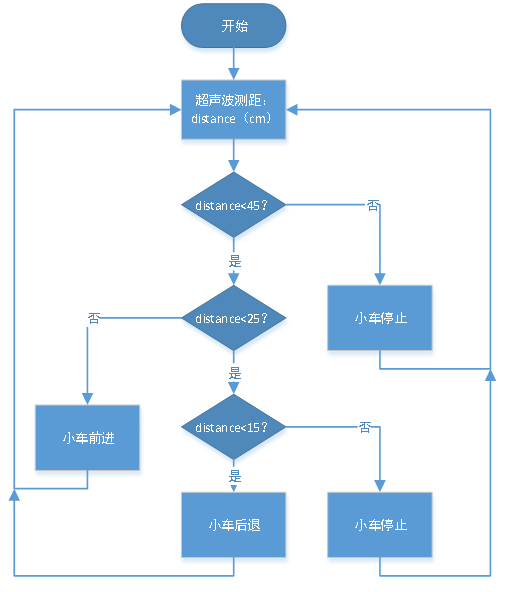 开始
超声波测距：
distance（cm）
distance<45？
否
是
distance<25？
小车停止
否
是
小车前进
distance<15？
否
是
小车后退
小车停止